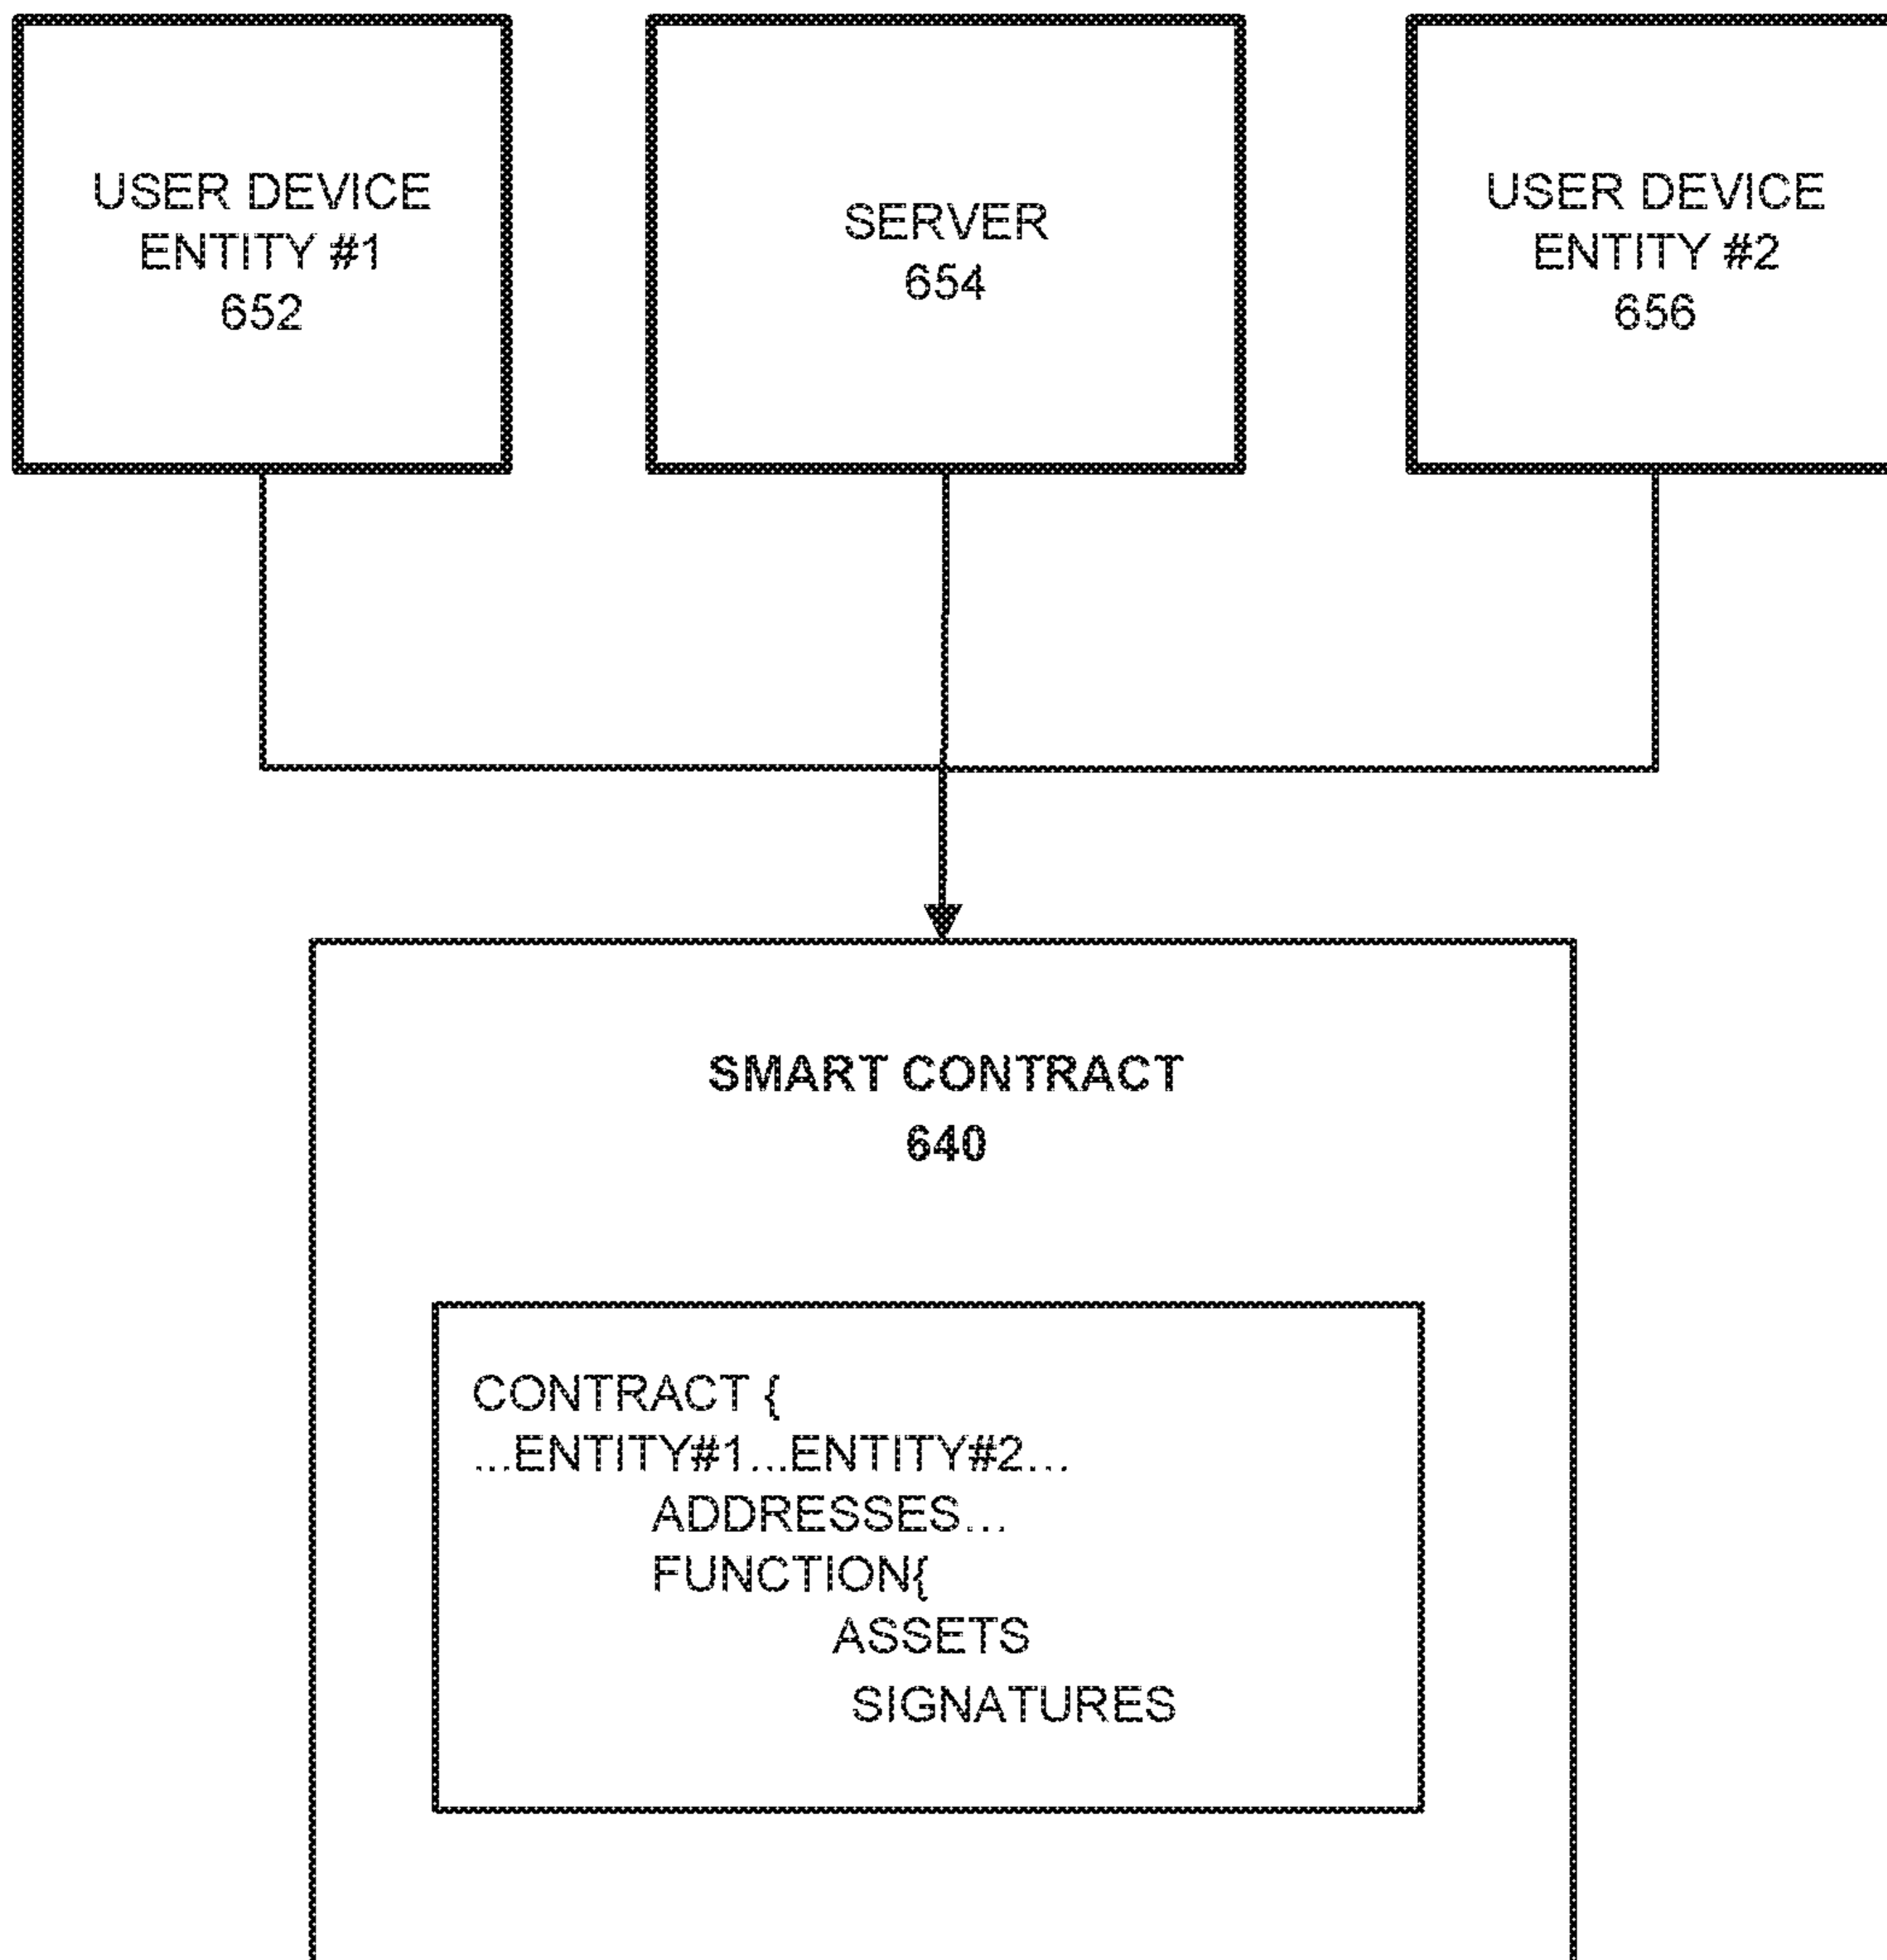 USER DEVICE
ENTITY #1
652
SERVER
654
USER DEVICE
ENTITY #2
656
SMART CONTRACT
640
CONTRACT {
...ENTITY#1...ENTITY#2...
ADDRESSES...
FUNCTION{
ASSETS
SIGNATURES